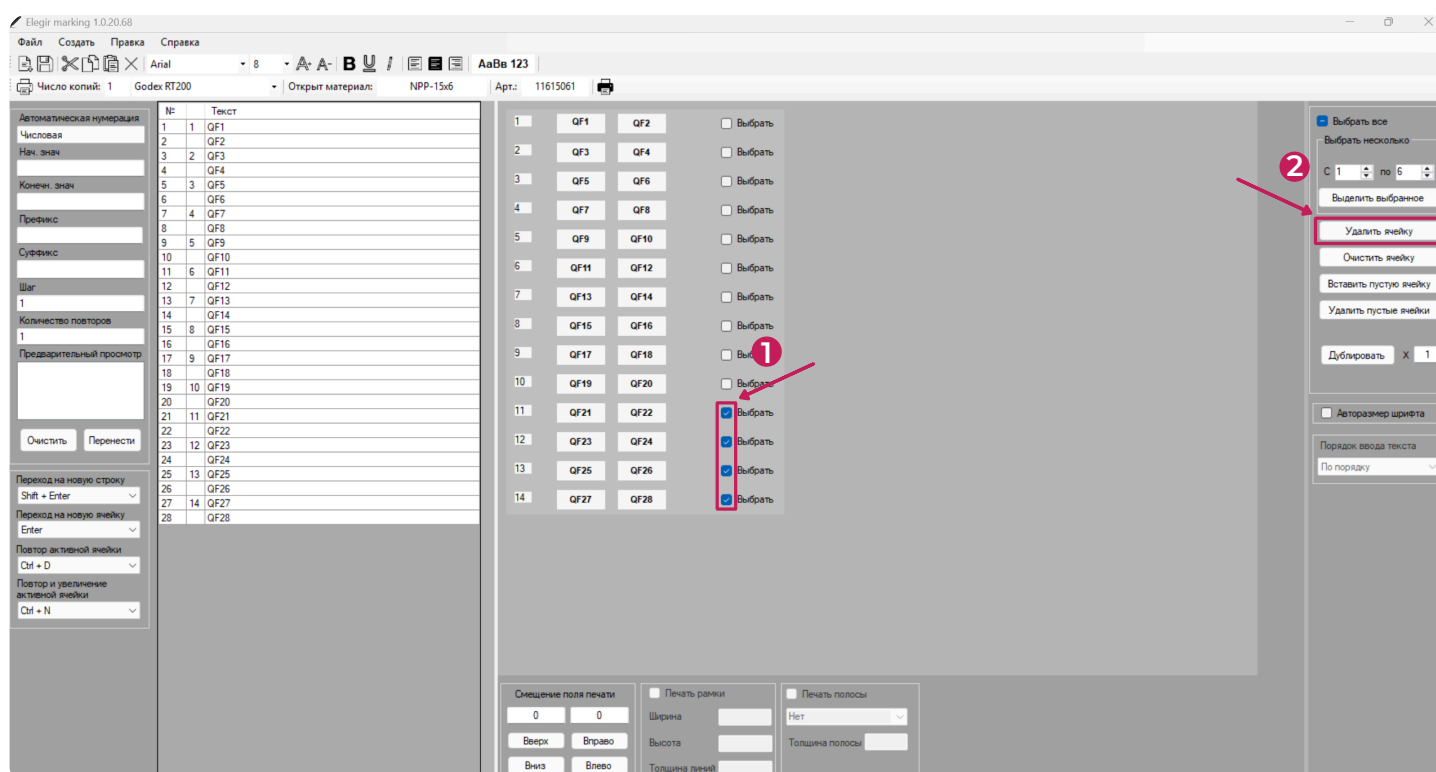 Elegir marking 1.0.20.68
Файл Создать Правка Справка
Arial 8 A+ A- B U I АаВв 123
Число копий: 1 Godex RT200 Открыт материал: NPP-15x6 Арт.: 11615061
Автоматическая нумерация
Числовая
Нач. знач
Конечн. знач
Префикс
Суффикс
Шаг
1
Количество повторов
1
Предварительный просмотр
Очистить Перенести
Переход на новую строку
Shift + Enter
Переход на новую ячейку
Enter
Повтор активной ячейки
Ctrl + D
Повтор и увеличение
активной ячейки
Ctrl + N
№ Текст
1 1 QF1
2 QF2
3 2 QF3
4 QF4
5 3 QF5
6 QF6
7 4 QF7
8 QF8
9 5 QF9
10 QF10
11 6 QF11
12 QF12
13 7 QF13
14 QF14
15 8 QF15
16 QF16
17 9 QF17
18 QF18
19 10 QF19
20 QF20
21 11 QF21
22 QF22
23 12 QF23
24 QF24
25 13 QF25
26 QF26
27 14 QF27
28 QF28
1 QF1 QF2 Выбрать
2 QF3 QF4 Выбрать
3 QF5 QF6 Выбрать
4 QF7 QF8 Выбрать
5 QF9 QF10 Выбрать
6 QF11 QF12 Выбрать
7 QF13 QF14 Выбрать
8 QF15 QF16 Выбрать
9 QF17 QF18
1
10 QF19 QF20 Выбрать
11 QF21 QF22 Выбрать
12 QF23 QF24 Выбрать
13 QF25 QF26 Выбрать
14 QF27 QF28 Выбрать
Смещение поля печати
0 0
Вверх Вправо
Вниз Влево
Печать рамки
Ширина
Высота
Толщина линий
Печать полосы
Нет
Толщина полосы
Выбрать все
Выбрать несколько
2
С 1 по 6
Выделить выбранное
Удалить ячейку
Очистить ячейку
Вставить пустую ячейку
Удалить пустые ячейки
Дублировать X 1
Авторазмер шрифта
Порядок ввода текста
По порядку